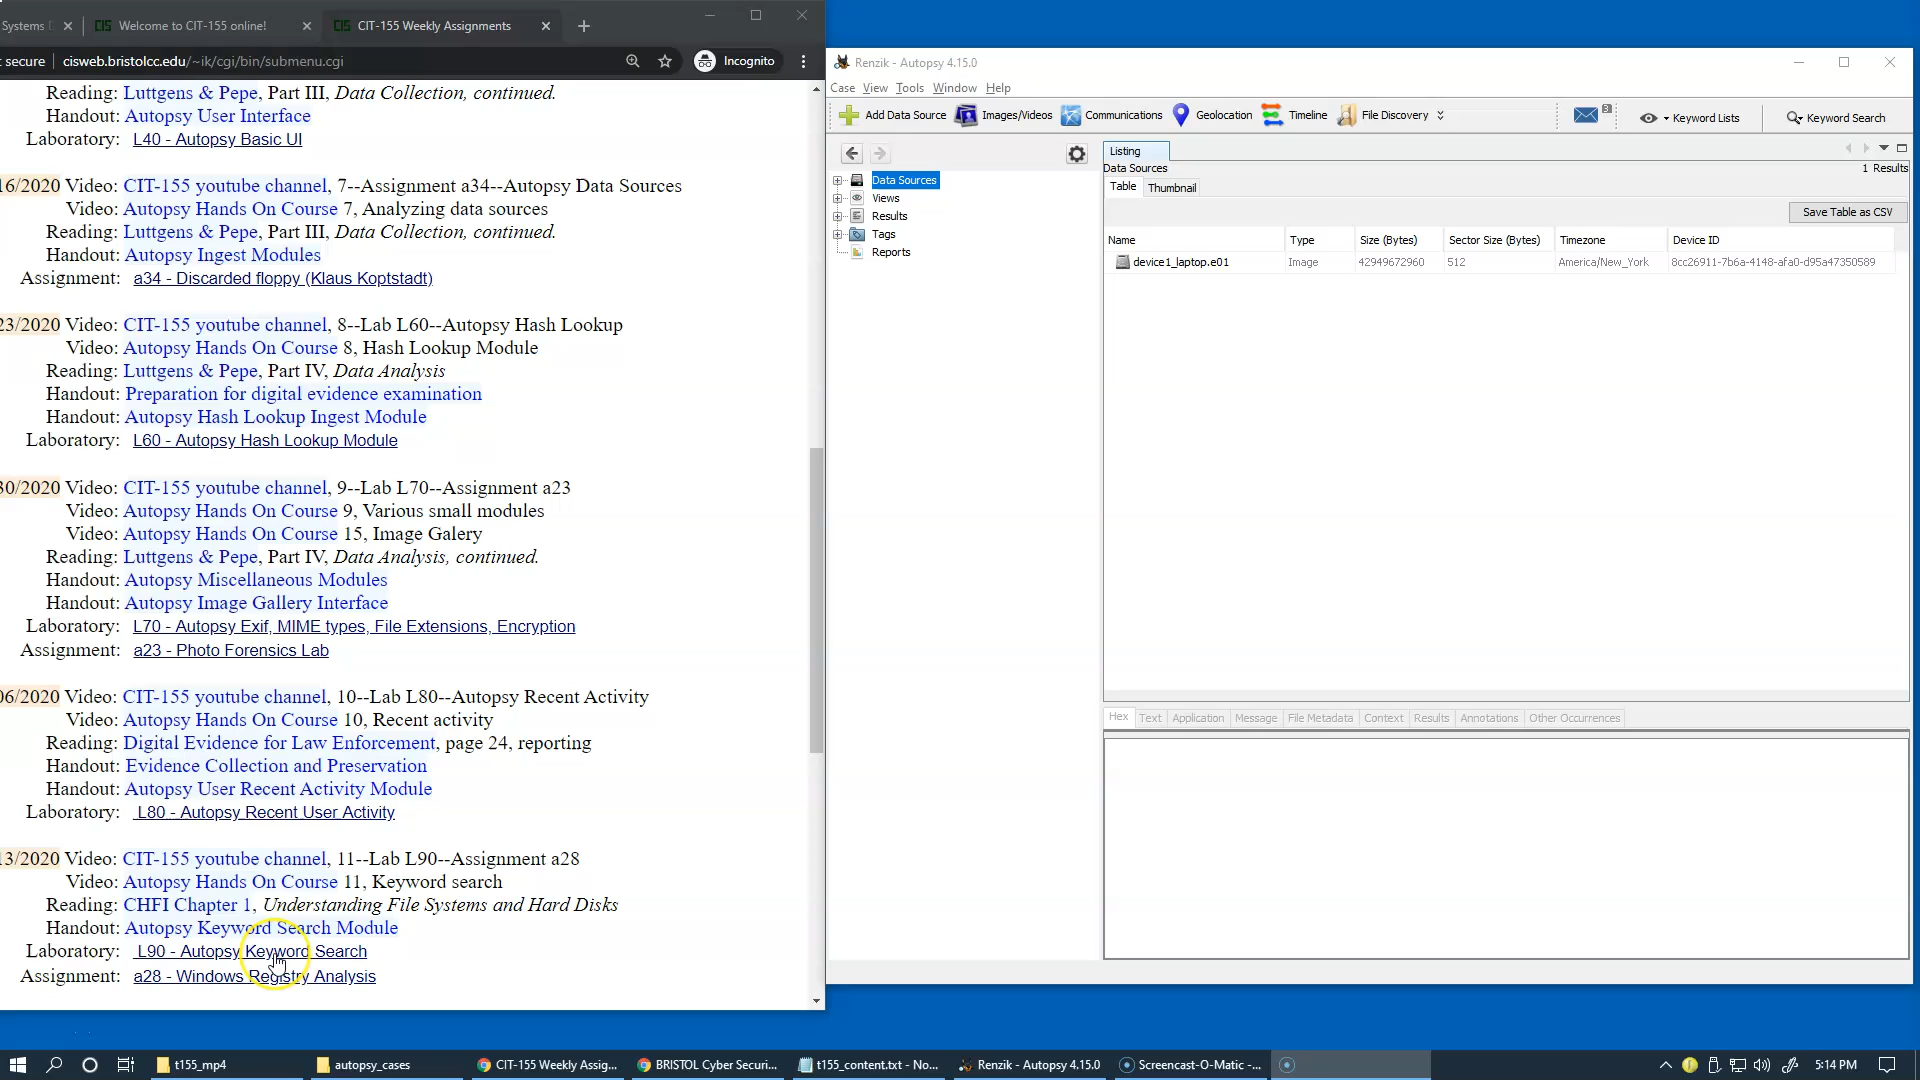 Systems
Welcome to CIT-155 online!
CIT-155 Weekly Assignments
secure
cisweb.bristolcc.edu/~ik/cgi/bin/submenu.cgi
Incognito
Reading: Luttgens & Pepe, Part III, Data Collection, continued.
Handout: Autopsy User Interface
Laboratory: L40 - Autopsy Basic UI
16/2020 Video: CIT-155 youtube channel, 7--Assignment a34--Autopsy Data Sources
Video: Autopsy Hands On Course 7, Analyzing data sources
Reading: Luttgens & Pepe, Part III, Data Collection, continued.
Handout: Autopsy Ingest Modules
Assignment: a34 - Discarded floppy (Klaus Koptstadt)
23/2020 Video: CIT-155 youtube channel, 8--Lab L60--Autopsy Hash Lookup
Video: Autopsy Hands On Course 8, Hash Lookup Module
Reading: Luttgens & Pepe, Part IV, Data Analysis
Handout: Preparation for digital evidence examination
Handout: Autopsy Hash Lookup Ingest Module
Laboratory: L60 - Autopsy Hash Lookup Module
30/2020 Video: CIT-155 youtube channel, 9--Lab L70--Assignment a23
Video: Autopsy Hands On Course 9, Various small modules
Video: Autopsy Hands On Course 15, Image Galery
Reading: Luttgens & Pepe, Part IV, Data Analysis, continued.
Handout: Autopsy Miscellaneous Modules
Handout: Autopsy Image Gallery Interface
Laboratory: L70 - Autopsy Exif, MIME types, File Extensions, Encryption
Assignment: a23 - Photo Forensics Lab
06/2020 Video: CIT-155 youtube channel, 10--Lab L80--Autopsy Recent Activity
Video: Autopsy Hands On Course 10, Recent activity
Reading: Digital Evidence for Law Enforcement, page 24, reporting
Handout: Evidence Collection and Preservation
Handout: Autopsy User Recent Activity Module
Laboratory: L80 - Autopsy Recent User Activity
13/2020 Video: CIT-155 youtube channel, 11--Lab L90--Assignment a28
Video: Autopsy Hands On Course 11, Keyword search
Reading: CHFI Chapter 1, Understanding File Systems and Hard Disks
Handout: Autopsy Keyword Search Module
Laboratory: L90 - Autopsy Keyword Search
Assignment: a28 - Windows Registry Analysis
Renzik - Autopsy 4.15.0
Case View Tools Window Help
Add Data Source Images/Videos Communications Geolocation Timeline File Discovery 3 Keyword Lists Keyword Search
Data Sources
Views
Results
Tags
Reports
Listing
Data Sources 1 Results
Table Thumbnail
Save Table as CSV
Name Type Size (Bytes) Sector Size (Bytes) Timezone Device ID
device1_laptop.e01 Image 42949672960 512 America/New_York 8cc26911-7b6a-4148-afa0-d95a47350589
Hex Text Application Message File Metadata Context Results Annotations Other Occurrences
t155_mp4 autopsy_cases CIT-155 Weekly Assig... BRISTOL Cyber Securi... t155_content.txt - No... Renzik - Autopsy 4.15.0 Screencast-O-Matic -... 5:14 PM